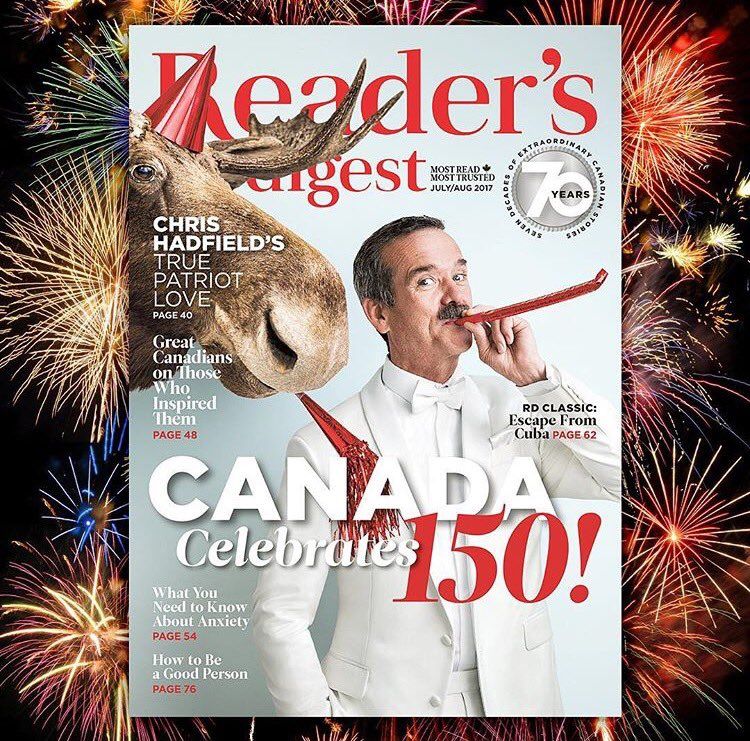 Reader's
Digest
MOST READ
MOST TRUSTED
JULY/AUG 2017
SEVEN DECADES OF EXTRAORDINARY CANADIAN STORIES
70
YEARS
CHRIS
HADFIELD'S
TRUE
PATRIOT
LOVE
PAGE 40
Great
Canadians
on Those
Who
Inspired
Them
PAGE 48
RD CLASSIC:
Escape From
Cuba PAGE 62
CANADA
Celebrates
150!
What You
Need to Know
About Anxiety
PAGE 54
How to Be
a Good Person
PAGE 76